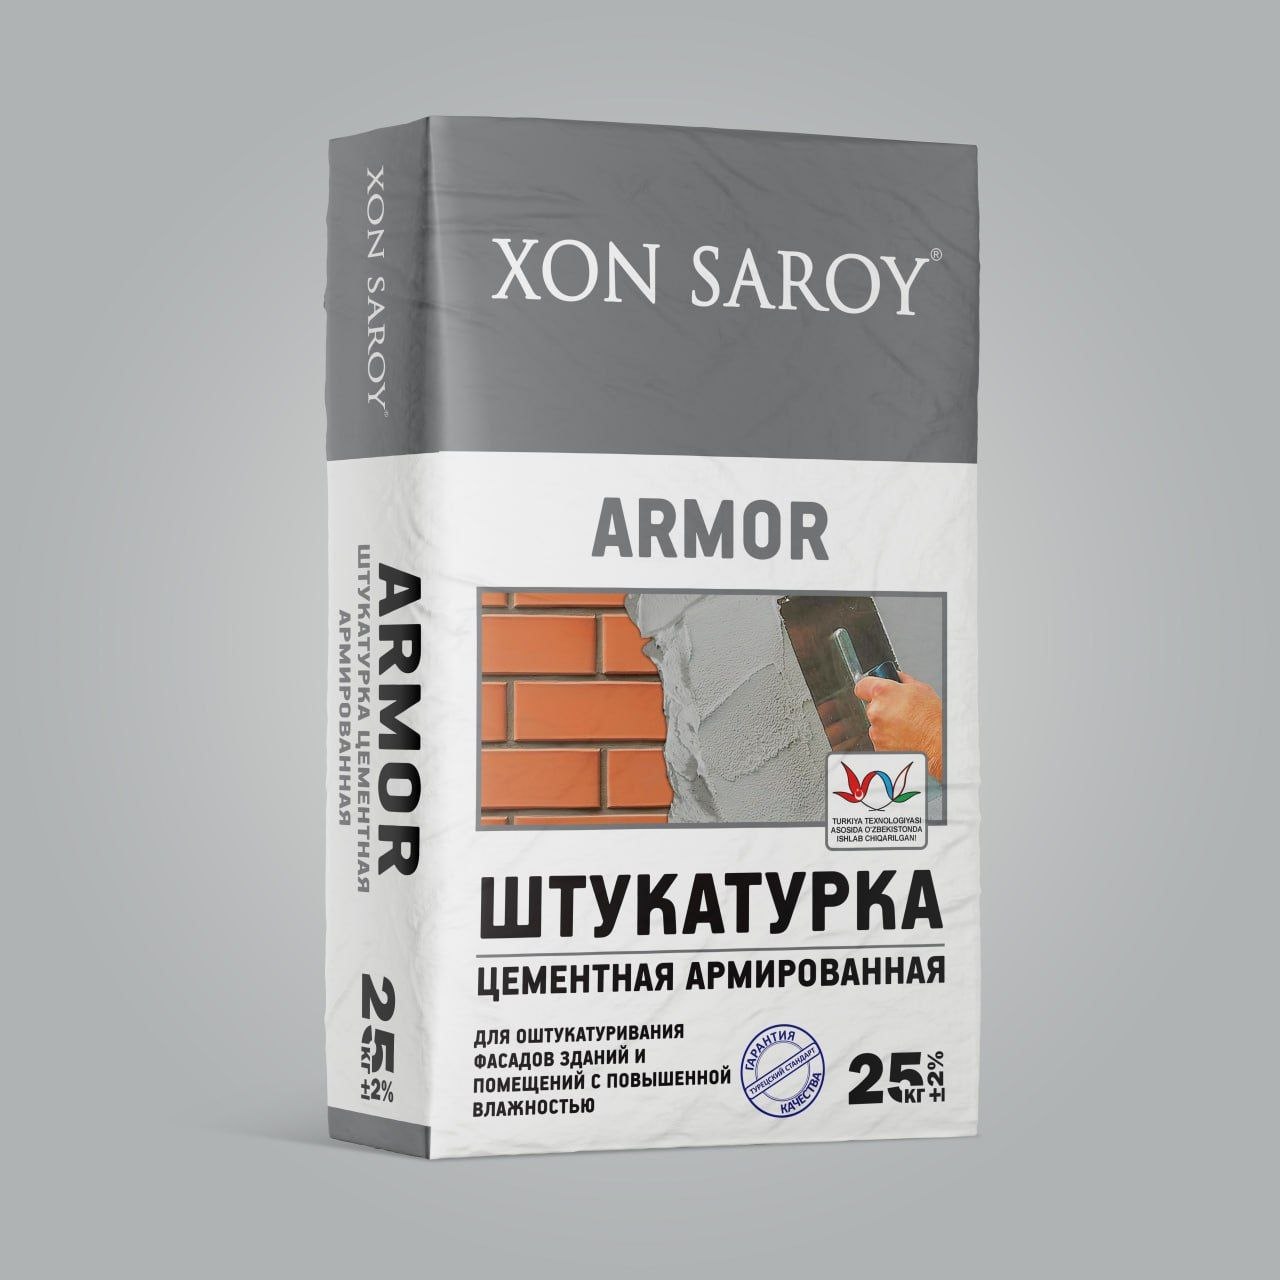 XON SAROY®
XON SAROY®
ARMOR
TURKIYA TEXNOLOGIYASI
ASOSIDA O'ZBEKISTONDA
ISHLAB CHIQARILGAN!
ШТУКАТУРКА
ЦЕМЕНТНАЯ АРМИРОВАННАЯ
ДЛЯ ОШТУКАТУРИВАНИЯ
ФАСАДОВ ЗДАНИЙ И
ПОМЕЩЕНИЙ С ПОВЫШЕННОЙ
ВЛАЖНОСТЬЮ
ГАРАНТИЯ
ТУРЕЦКИЙ СТАНДАРТ
КАЧЕСТВА
25 КГ ±2%
ARMOR
ШТУКАТУРКА ЦЕМЕНТНАЯ
АРМИРОВАННАЯ
25 КГ ±2%